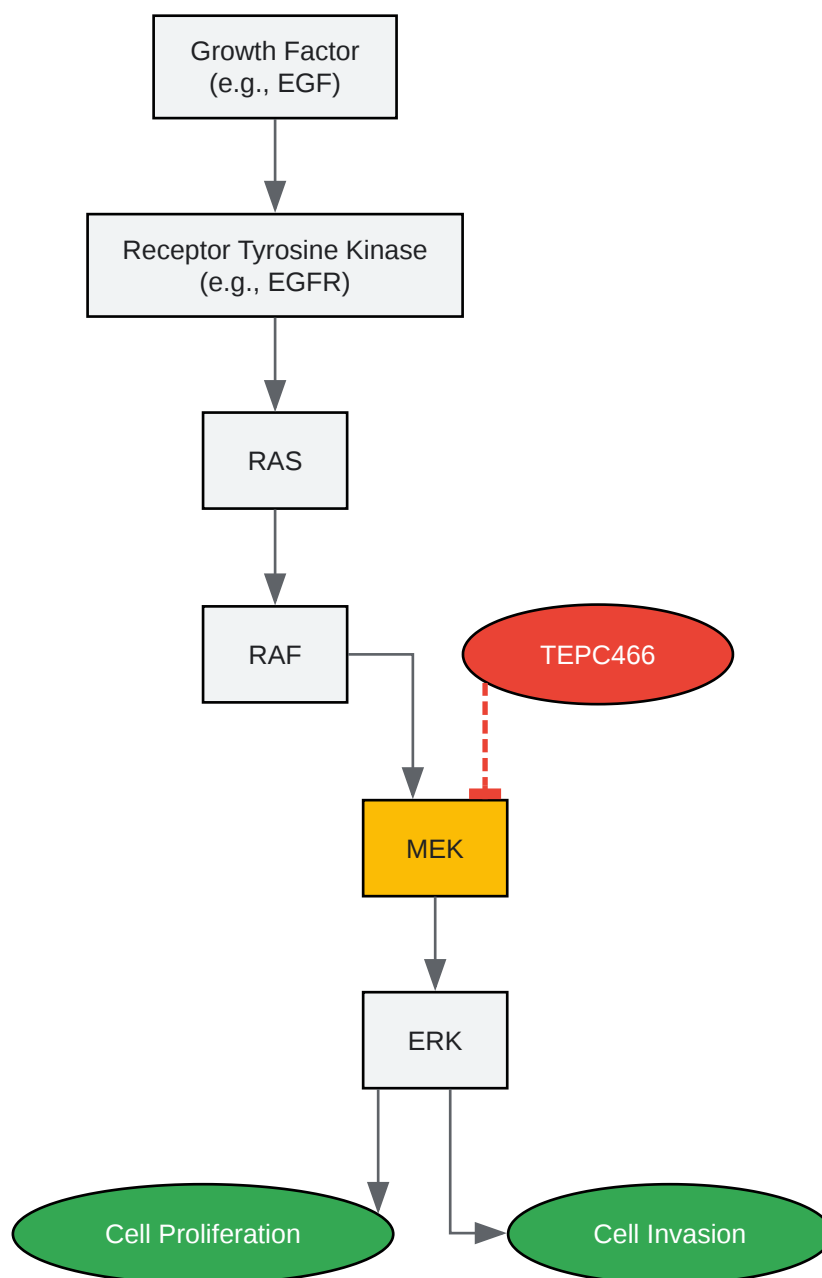 Growth Factor
(e.g., EGF)
Receptor Tyrosine Kinase
(e.g., EGFR)
RAS
RAF
TEPC466
MEK
ERK
Cell Proliferation
Cell Invasion